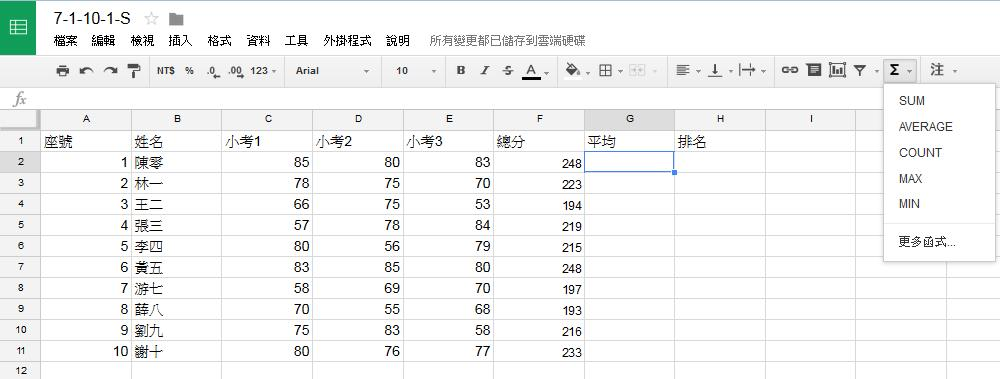 7-1-10-1-S
檔案 編輯 檢視 插入 格式 資料 工具 外掛程式 說明 所有變更都已儲存到雲端硬碟
NT$ % .0 .00 123 Arial 10 B I S A Σ 注
fx SUM
A B C D E F G H I AVERAGE
1 座號 姓名 小考1 小考2 小考3 總分 平均 排名 COUNT
2 1 陳零 85 80 83 248 MAX
3 2 林一 78 75 70 223
4 3 王二 66 75 53 194 MIN
5 4 張三 57 78 84 219
6 5 李四 80 56 79 215 更多函式...
7 6 黃五 83 85 80 248
8 7 游七 58 69 70 197
9 8 薛八 70 55 68 193
10 9 劉九 75 83 58 216
11 10 謝十 80 76 77 233
12